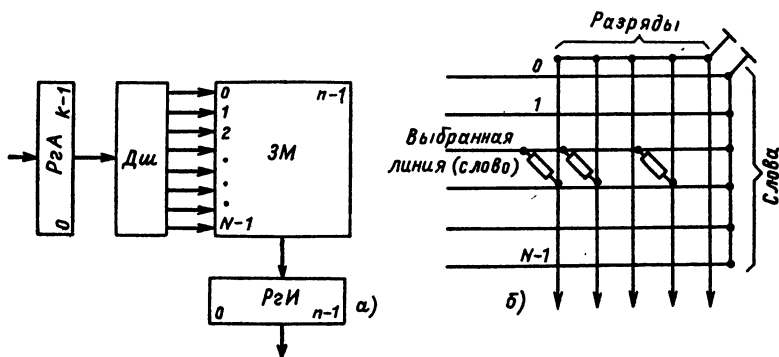 РгА
k-1
0
Дш
0
1
2
.
.
.
N-1
n-1
ЗМ
РгИ
0
n-1
а)
Разряды
0
1
Выбранная
линия (слово)
N-1
Слова
б)